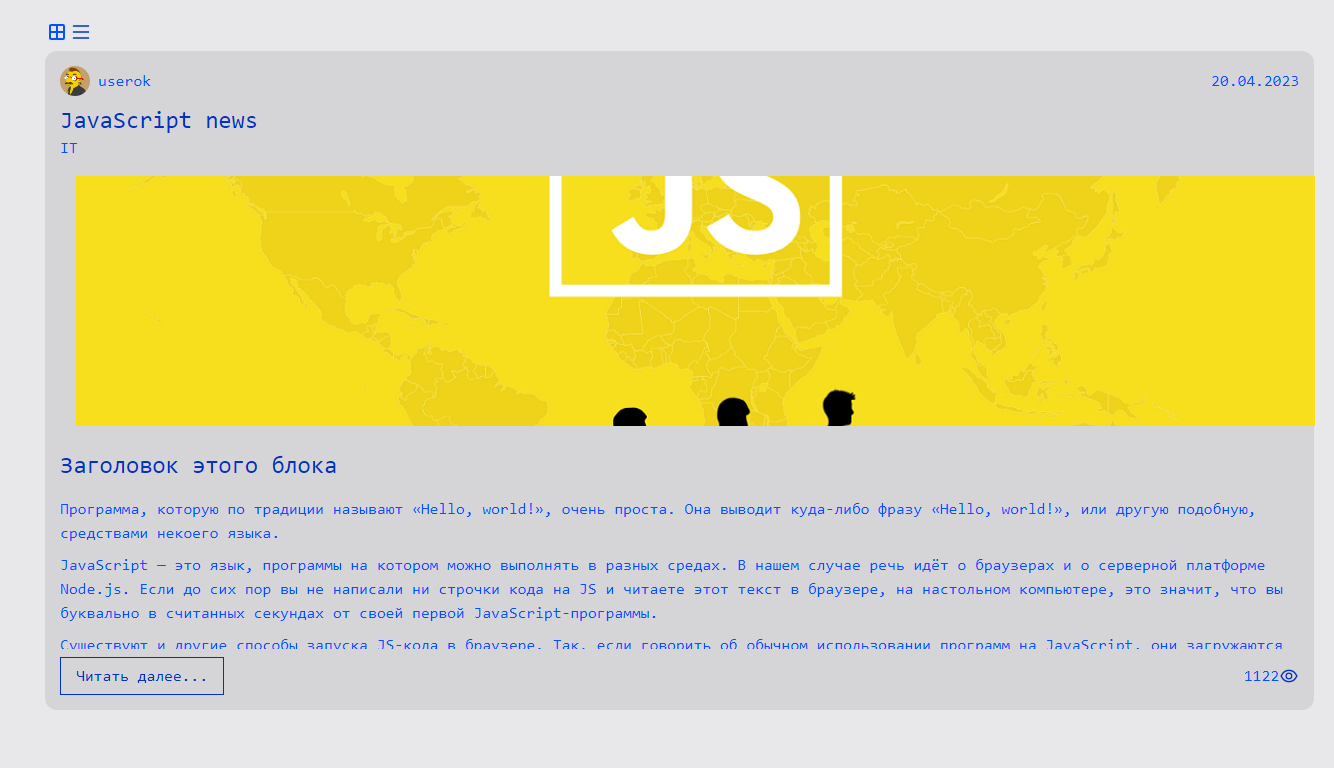 userok
20.04.2023
JavaScript news
IT
JS
Заголовок этого блока
Программа, которую по традиции называют «Hello, world!», очень проста. Она выводит куда-либо фразу «Hello, world!», или другую подобную,
средствами некоего языка.
JavaScript — это язык, программы на котором можно выполнять в разных средах. В нашем случае речь идёт о браузерах и о серверной платформе
Node.js. Если до сих пор вы не написали ни строчки кода на JS и читаете этот текст в браузере, на настольном компьютере, это значит, что вы
буквально в считанных секундах от своей первой JavaScript-программы.
Существуют и другие способы запуска JS-кода в браузере. Так, если говорить об обычном использовании программ на JavaScript, они загружаются
Читать далее...
1122